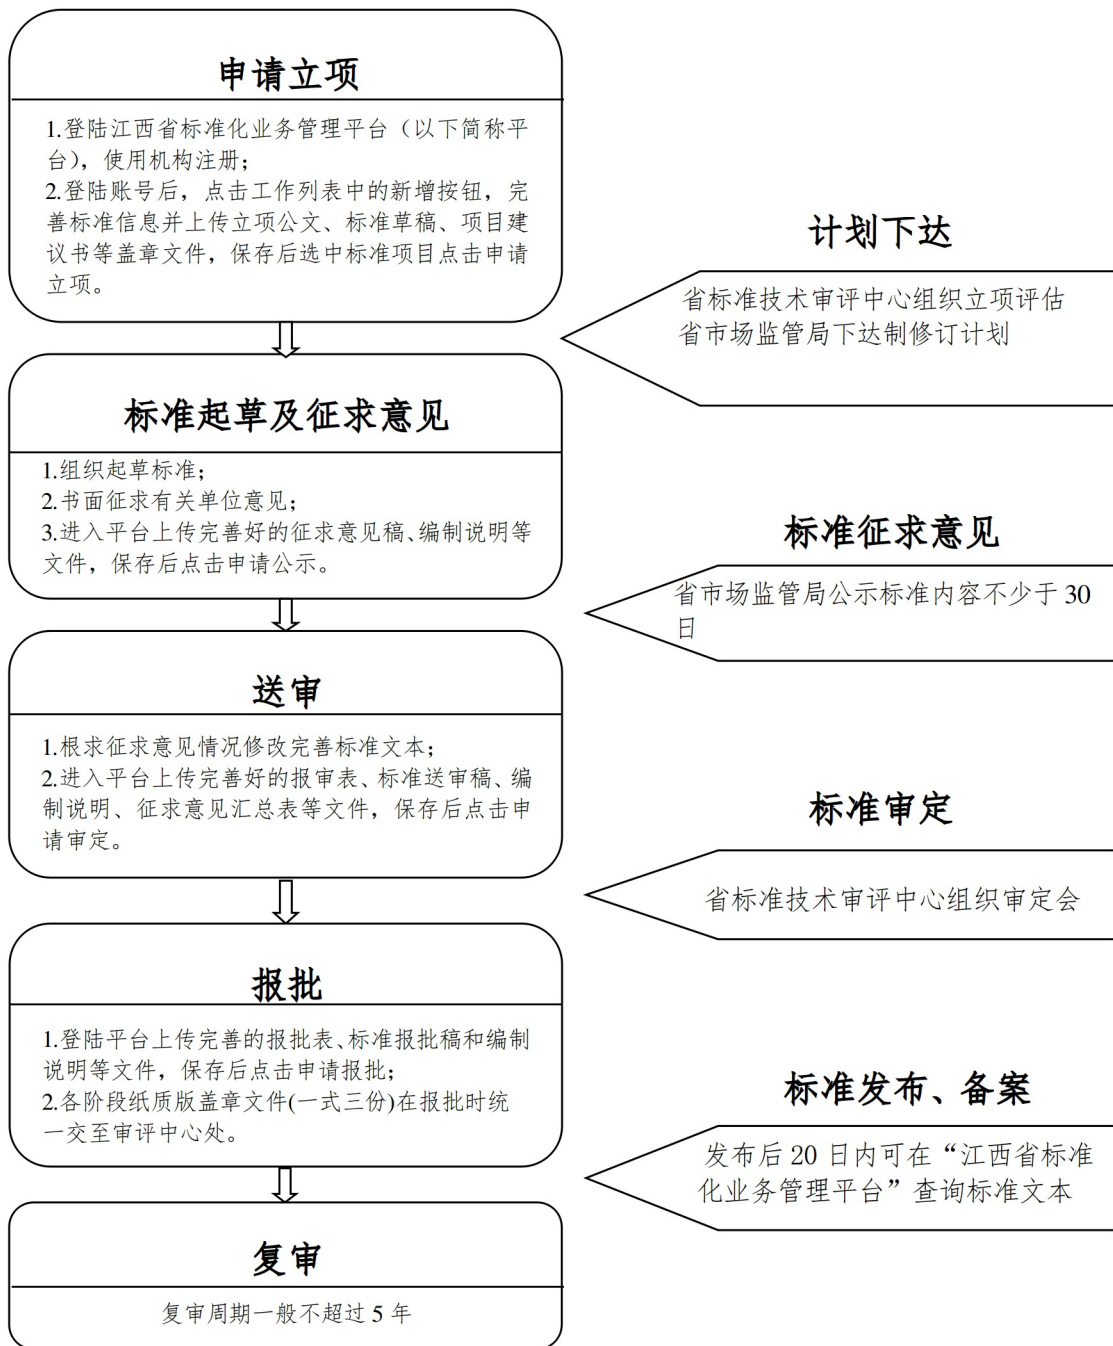 申请立项
1.登陆江西省标准化业务管理平台（以下简称平
台），使用机构注册；
2.登陆账号后，点击工作列表中的新增按钮，完
善标准信息并上传立项公文、标准草稿、项目建
议书等盖章文件，保存后选中标准项目点击申请
立项。
计划下达
省标准技术审评中心组织立项评估
省市场监管局下达制修订计划
标准起草及征求意见
1.组织起草标准；
2.书面征求有关单位意见；
3.进入平台上传完善好的征求意见稿、编制说明等
文件，保存后点击申请公示。
标准征求意见
省市场监管局公示标准内容不少于 30
日
送审
1.根求征求意见情况修改完善标准文本；
2.进入平台上传完善好的报审表、标准送审稿、编
制说明、征求意见汇总表等文件，保存后点击申
请审定。
标准审定
省标准技术审评中心组织审定会
报批
1.登陆平台上传完善的报批表、标准报批稿和编制
说明等文件，保存后点击申请报批；
2.各阶段纸质版盖章文件(一式三份)在报批时统
一交至审评中心处。
标准发布、备案
发布后 20 日内可在“江西省标准
化业务管理平台”查询标准文本
复审
复审周期一般不超过 5 年